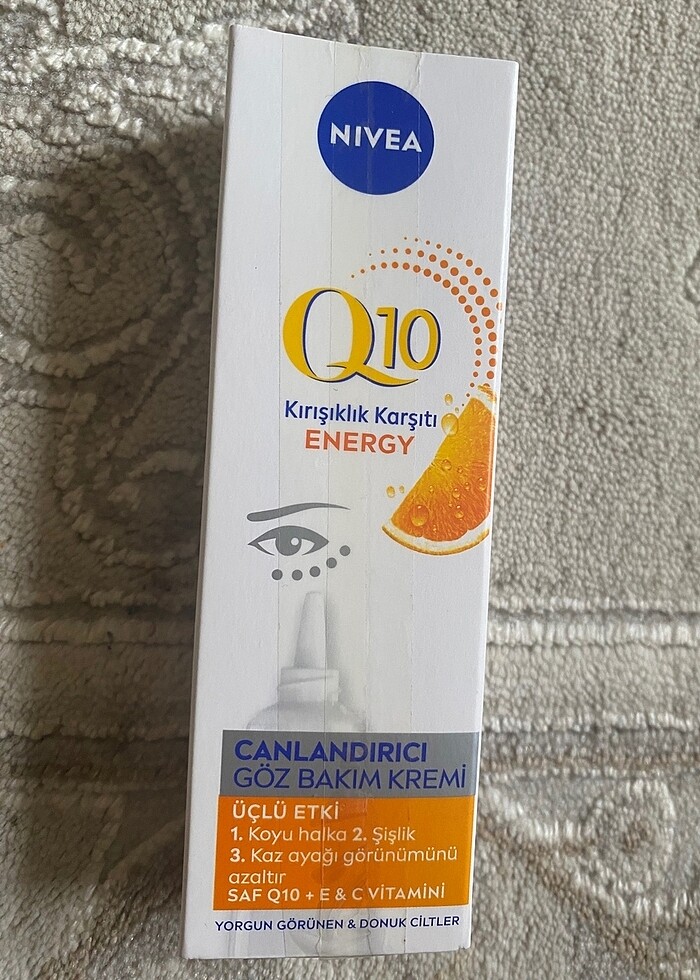 NIVEA
Q10
Kırışıklık Karşıtı
ENERGY
CANLANDIRICI
GÖZ BAKIM KREMİ
ÜÇLÜ ETKİ
1. Koyu halka 2. Şişlik
3. Kaz ayağı görünümünü
azaltır
SAF Q10 + E & C VİTAMİNİ
YORGUN GÖRÜNEN & DONUK CİLTLER